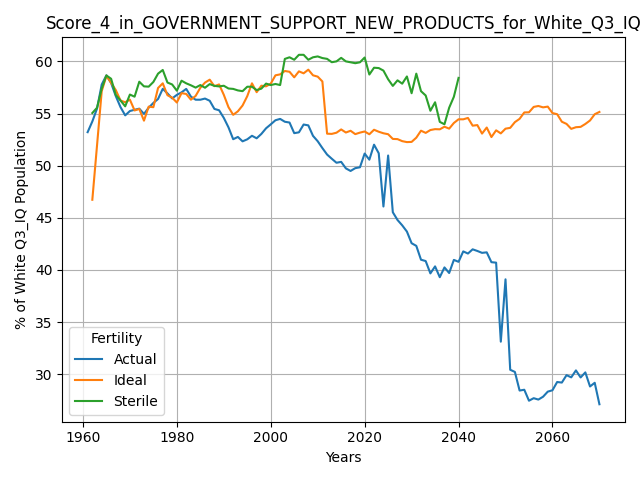 Score_4_in_GOVERNMENT_SUPPORT_NEW_PRODUCTS_for_White_Q3_IQ
% of White Q3_IQ Population
60
55
50
45
40
35
30
Fertility
Actual
Ideal
Sterile
1960 1980 2000 2020 2040 2060
Years